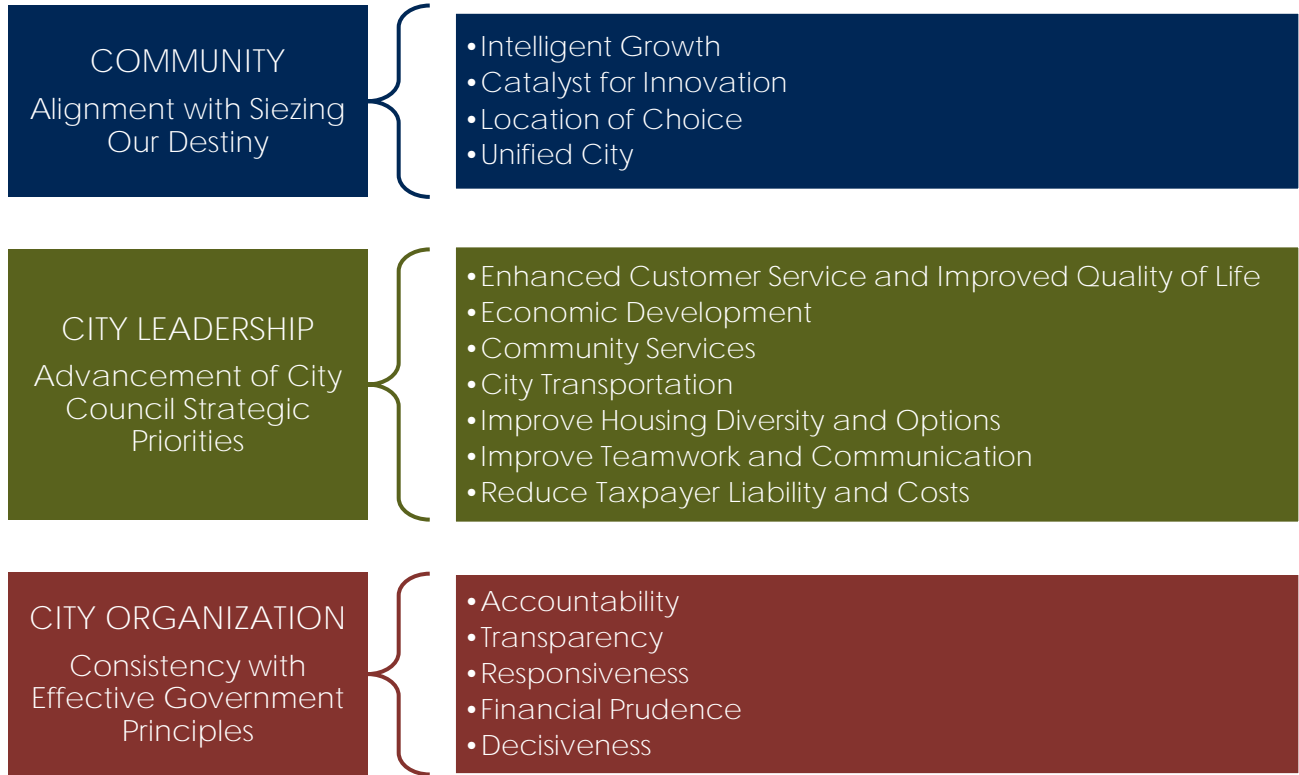 COMMUNITY
Alignment with Siezing
Our Destiny
•Intelligent Growth
•Catalyst for Innovation
•Location of Choice
•Unified City
CITY LEADERSHIP
Advancement of City
Council Strategic
Priorities
•Enhanced Customer Service and Improved Quality of Life
•Economic Development
•Community Services
•City Transportation
•Improve Housing Diversity and Options
•Improve Teamwork and Communication
•Reduce Taxpayer Liability and Costs
CITY ORGANIZATION
Consistency with
Effective Government
Principles
•Accountability
•Transparency
•Responsiveness
•Financial Prudence
•Decisiveness